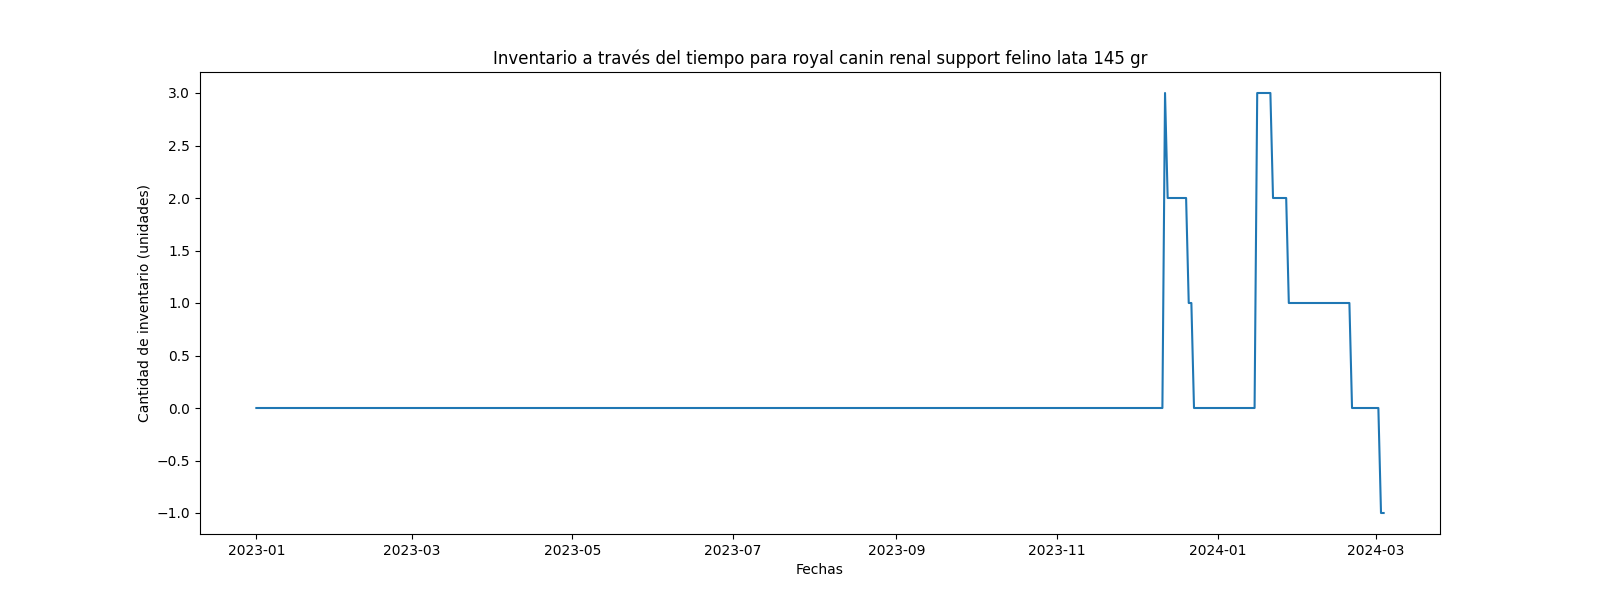 Inventario a través del tiempo para royal canin renal support felino lata 145 gr
Cantidad de inventario (unidades)
3.0
2.5
2.0
1.5
1.0
0.5
0.0
−0.5
−1.0
2023-01 2023-03 2023-05 2023-07 2023-09 2023-11 2024-01 2024-03
Fechas